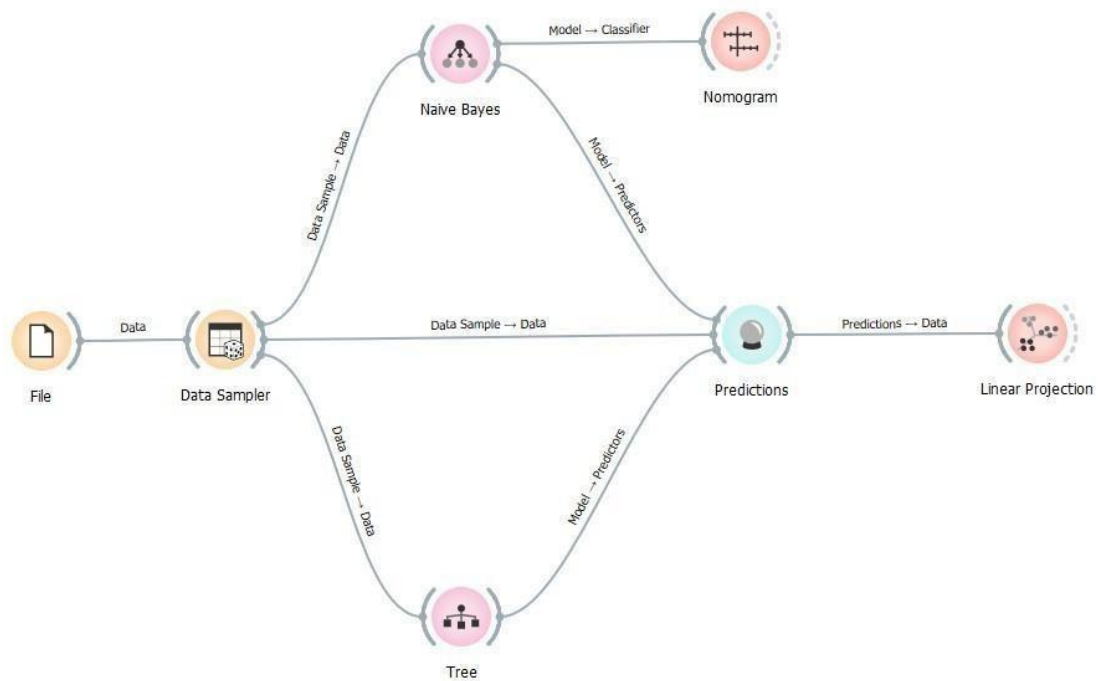 Model → Classifier
Naive Bayes
Nomogram
Data Sample → Data
Model → Predictors
Data
Data Sample → Data
Predictions → Data
File
Data Sampler
Predictions
Linear Projection
Data Sample → Data
Model → Predictors
Tree